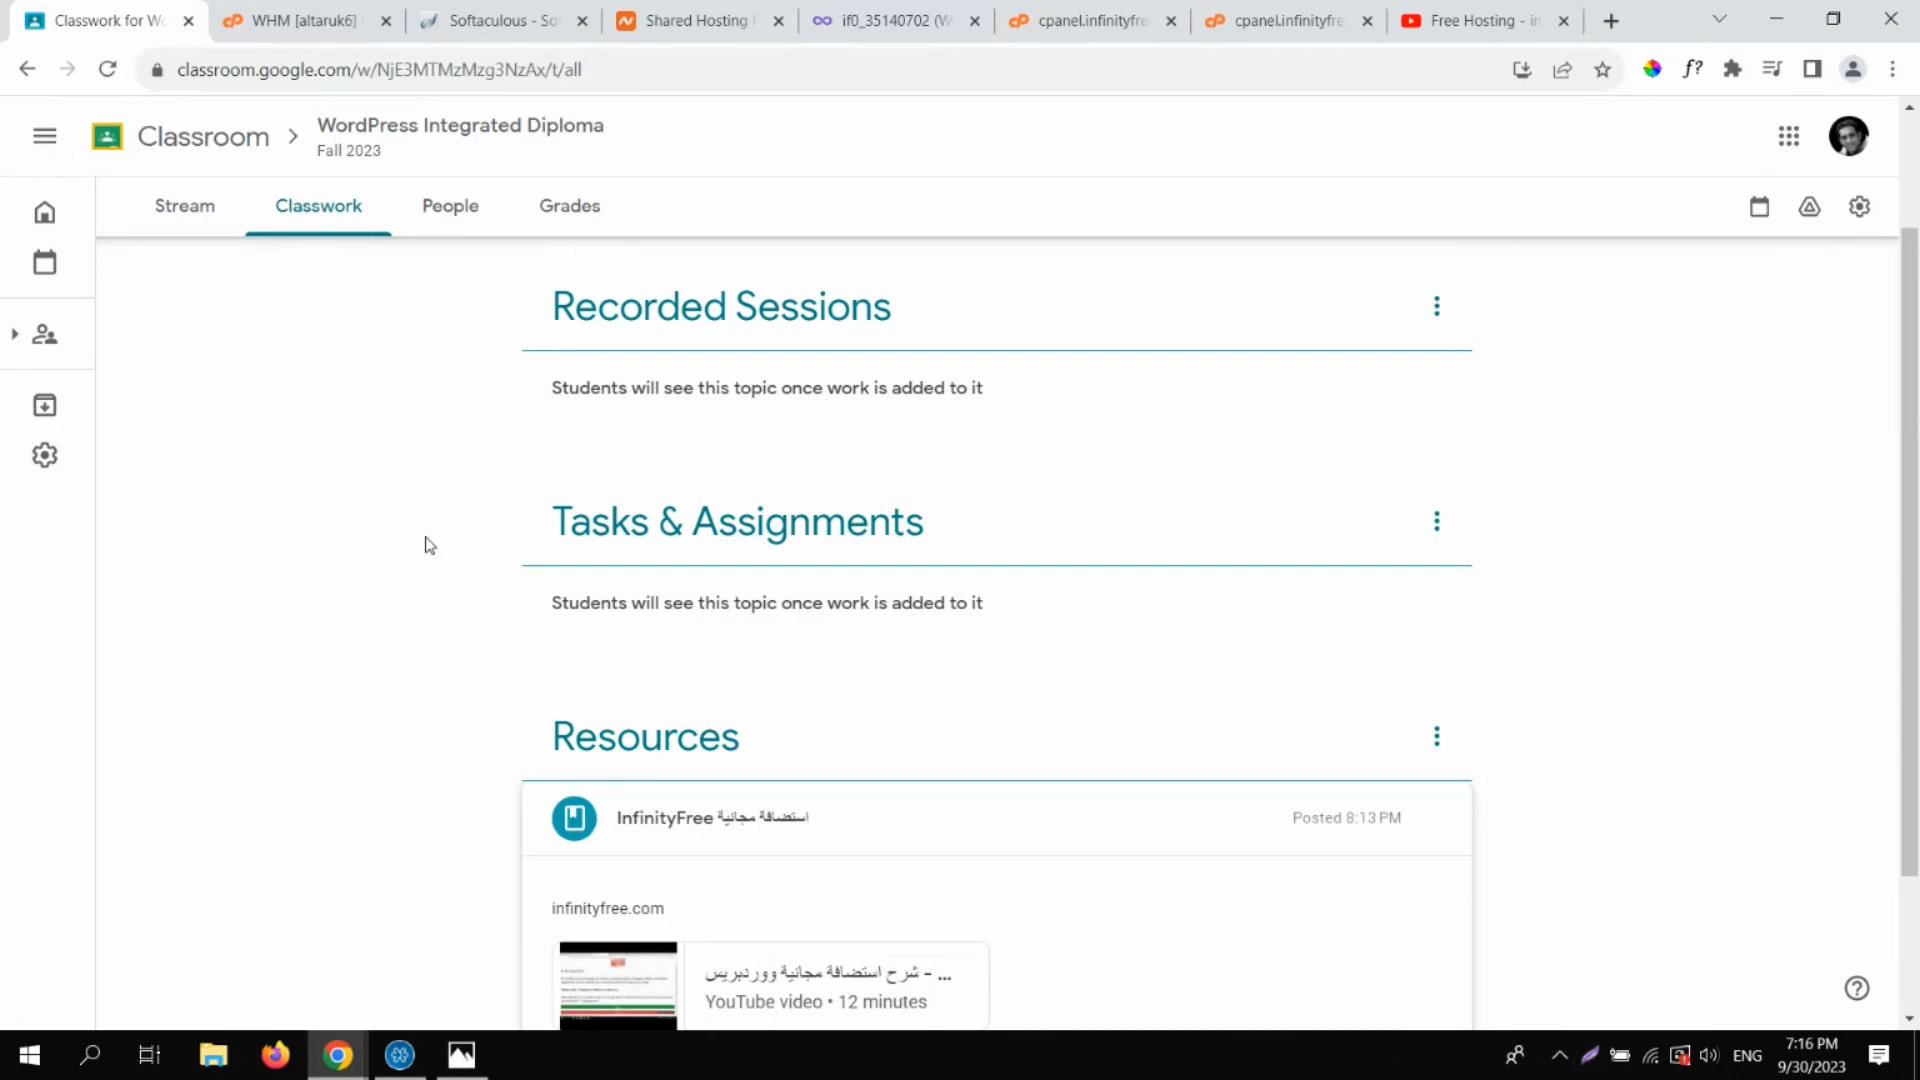 Classwork for Wo
WHM [altaruk6]
Softaculous - So
Shared Hosting
if0_35140702 (W
cpanel.infinityfre
cpanel.infinityfre
Free Hosting - in
classroom.google.com/w/NjE3MTMzMzg3NzAx/t/all
f?
Classroom
WordPress Integrated Diploma
Fall 2023
Stream
Classwork
People
Grades
Recorded Sessions
Students will see this topic once work is added to it
Tasks & Assignments
Students will see this topic once work is added to it
Resources
InfinityFree استضافة مجانية
Posted 8:13 PM
infinityfree.com
... - شرح استضافة مجانية ووردبريس
YouTube video • 12 minutes
ENG
7:16 PM
9/30/2023